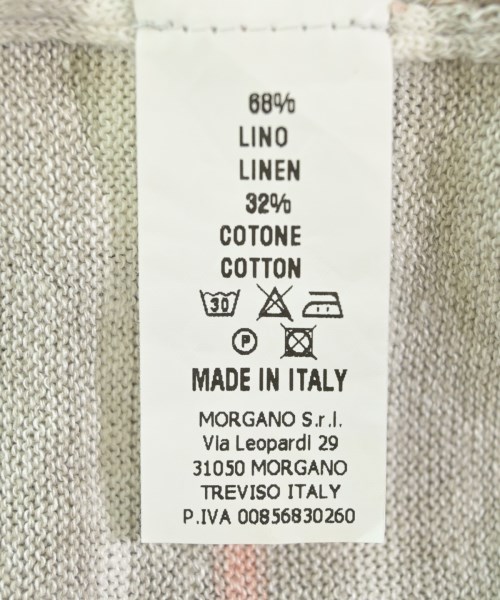 68%
LINO
LINEN
32%
COTONE
COTTON
30
P
MADE IN ITALY
MORGANO S.r.l.
Via Leopardi 29
31050 MORGANO
TREVISO ITALY
P.IVA 00856830260